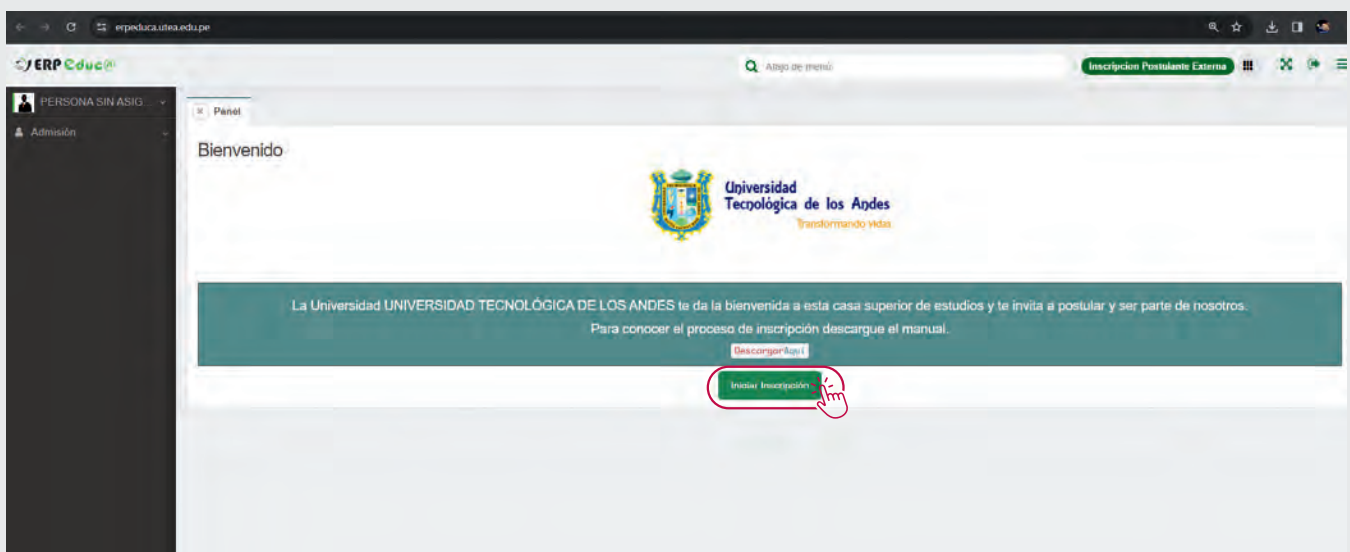 erpeduca.utea.edu.pe
ERP Educ@
Atajo de menú
Inscripcion Postulante Externa
PERSONA SIN ASIG...
Panel
Admisión
Bienvenido
Universidad
Tecnológica de los Andes
Transformando vidas
La Universidad UNIVERSIDAD TECNOLÓGICA DE LOS ANDES te da la bienvenida a esta casa superior de estudios y te invita a postular y ser parte de nosotros.
Para conocer el proceso de inscripción descargue el manual.
DescargarAquí
Iniciar Inscripción